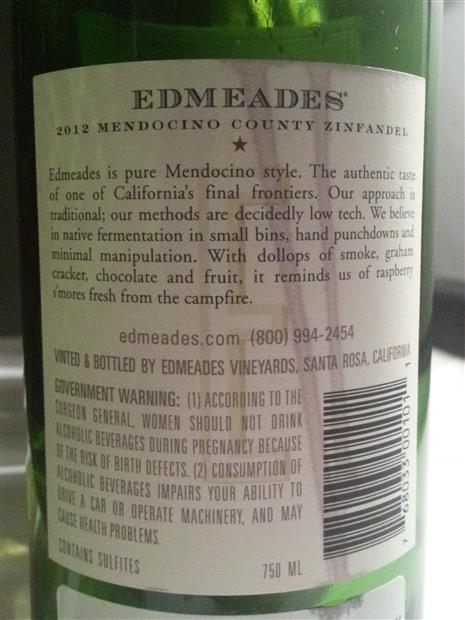 EDMEADES®
2012 MENDOCINO COUNTY ZINFANDEL
Edmeades is pure Mendocino style. The authentic taste
of one of California's final frontiers. Our approach is
traditional; our methods are decidedly low tech. We believe
in native fermentation in small bins, hand punchdowns and
minimal manipulation. With dollops of smoke, graham
cracker, chocolate and fruit, it reminds us of raspberry
s'mores fresh from the campfire.
edmeades.com (800) 994-2454
VINTED & BOTTLED BY EDMEADES VINEYARDS, SANTA ROSA, CALIFORNIA
GOVERNMENT WARNING: (1) ACCORDING TO THE
SURGEON GENERAL, WOMEN SHOULD NOT DRINK
ALCOHOLIC BEVERAGES DURING PREGNANCY BECAUSE
OF THE RISK OF BIRTH DEFECTS. (2) CONSUMPTION OF
ALCOHOLIC BEVERAGES IMPAIRS YOUR ABILITY TO
DRIVE A CAR OR OPERATE MACHINERY, AND MAY
CAUSE HEALTH PROBLEMS.
CONTAINS SULFITES
750 ML
7 68033 00101 1